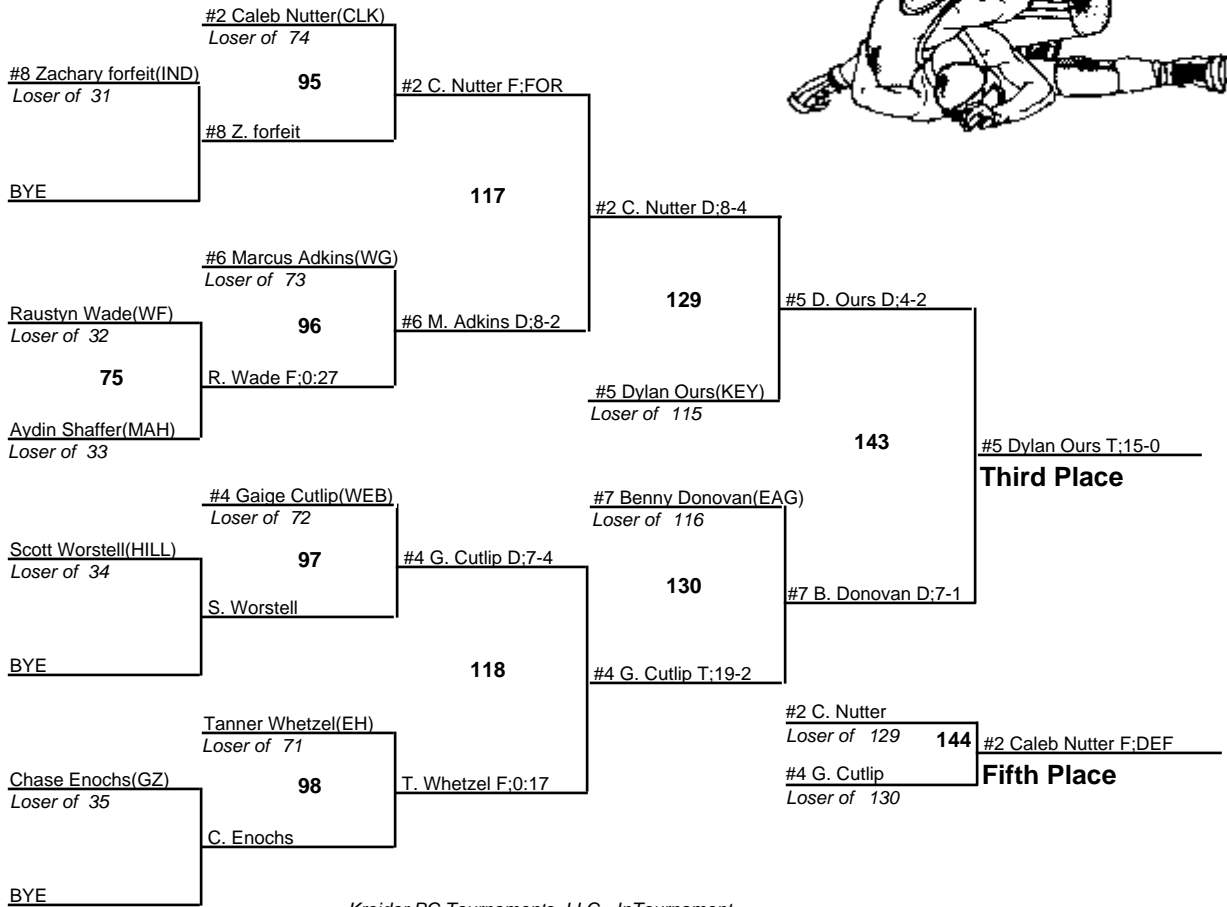 #2 Caleb Nutter(CLK)
Loser of 74
#8 Zachary forfeit(IND)
Loser of 31
95
#2 C. Nutter F;FOR
#8 Z. forfeit
BYE
117
#2 C. Nutter D;8-4
#6 Marcus Adkins(WG)
Loser of 73
129
#5 D. Ours D;4-2
Raustyn Wade(WF)
Loser of 32
96
#6 M. Adkins D;8-2
75
R. Wade F;0:27
#5 Dylan Ours(KEY)
Loser of 115
Aydin Shaffer(MAH)
Loser of 33
143
#5 Dylan Ours T;15-0
Third Place
#4 Gaige Cutlip(WEB)
Loser of 72
#7 Benny Donovan(EAG)
Loser of 116
Scott Worstell(HILL)
Loser of 34
97
#4 G. Cutlip D;7-4
130
#7 B. Donovan D;7-1
S. Worstell
BYE
118
#4 G. Cutlip T;19-2
Tanner Whetzel(EH)
Loser of 71
#2 C. Nutter
Loser of 129
144
#2 Caleb Nutter F;DEF
Fifth Place
#4 G. Cutlip
Loser of 130
Chase Enochs(GZ)
Loser of 35
98
T. Whetzel F;0:17
C. Enochs
BYE